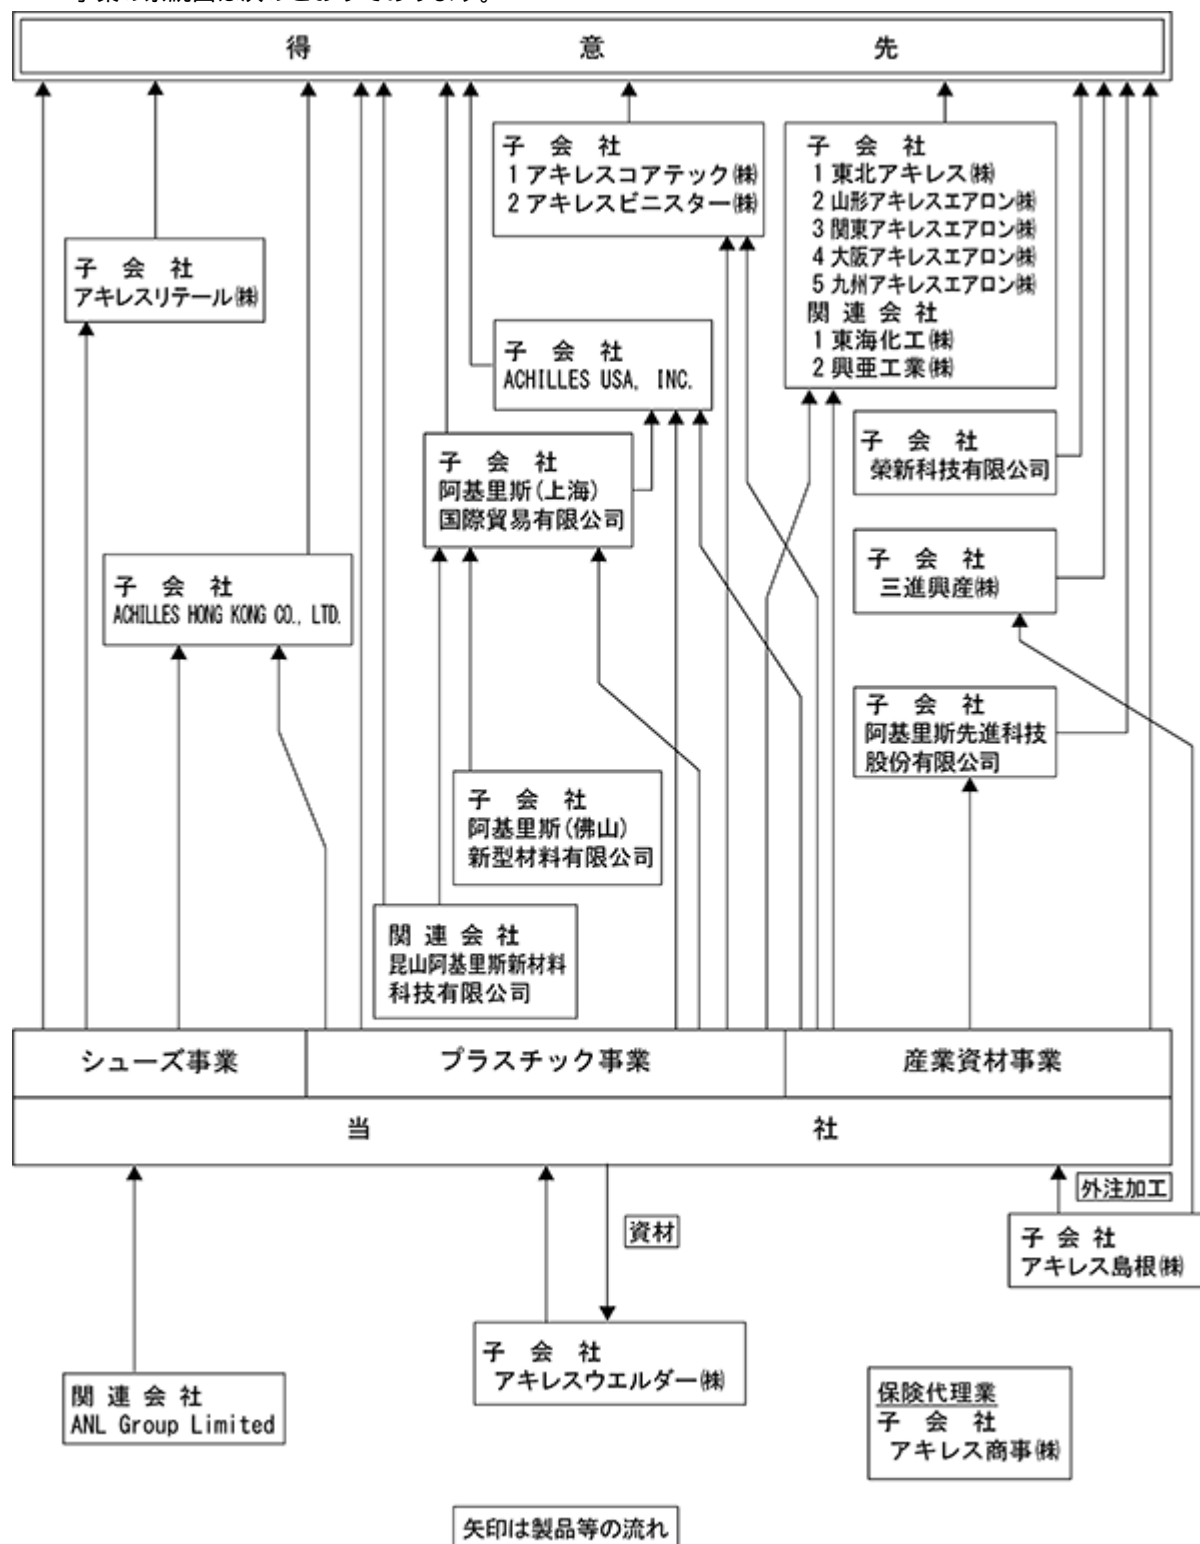 得意先
子会社
1 アキレスコアテック㈱
2 アキレスビニスター㈱
子会社
1 東北アキレス㈱
2 山形アキレスエアロン㈱
3 関東アキレスエアロン㈱
4 大阪アキレスエアロン㈱
5 九州アキレスエアロン㈱
関連会社
1 東海化工㈱
2 興亜工業㈱
子会社
アキレスリテール㈱
子会社
ACHILLES USA, INC.
子会社
榮新科技有限公司
子会社
阿基里斯(上海)
国際貿易有限公司
子会社
三進興産㈱
子会社
ACHILLES HONG KONG CO., LTD.
子会社
阿基里斯先進科技
股份有限公司
子会社
阿基里斯(佛山)
新型材料有限公司
関連会社
昆山阿基里斯新材料
科技有限公司
シューズ事業
プラスチック事業
産業資材事業
当社
外注加工
資材
子会社
アキレス島根㈱
子会社
アキレスウエルダー㈱
関連会社
ANL Group Limited
保険代理業
子会社
アキレス商事㈱
矢印は製品等の流れ